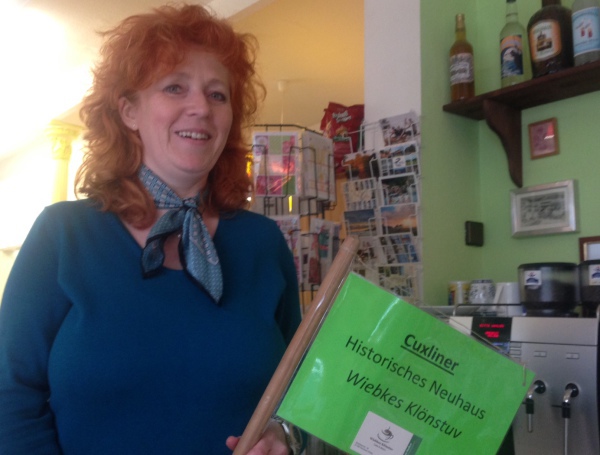 Cuxliner
Historisches Neuhaus
Wiebkes Klönstuv